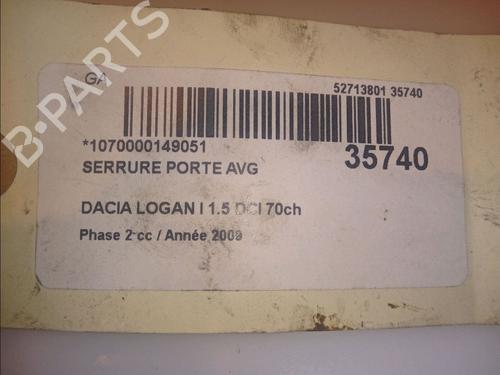 GA
52713801 35740
*1070000149051
35740
SERRURE PORTE AVG
DACIA LOGAN I 1.5 DCI 70ch
Phase 2 cc / Année 2009
B-PARTS